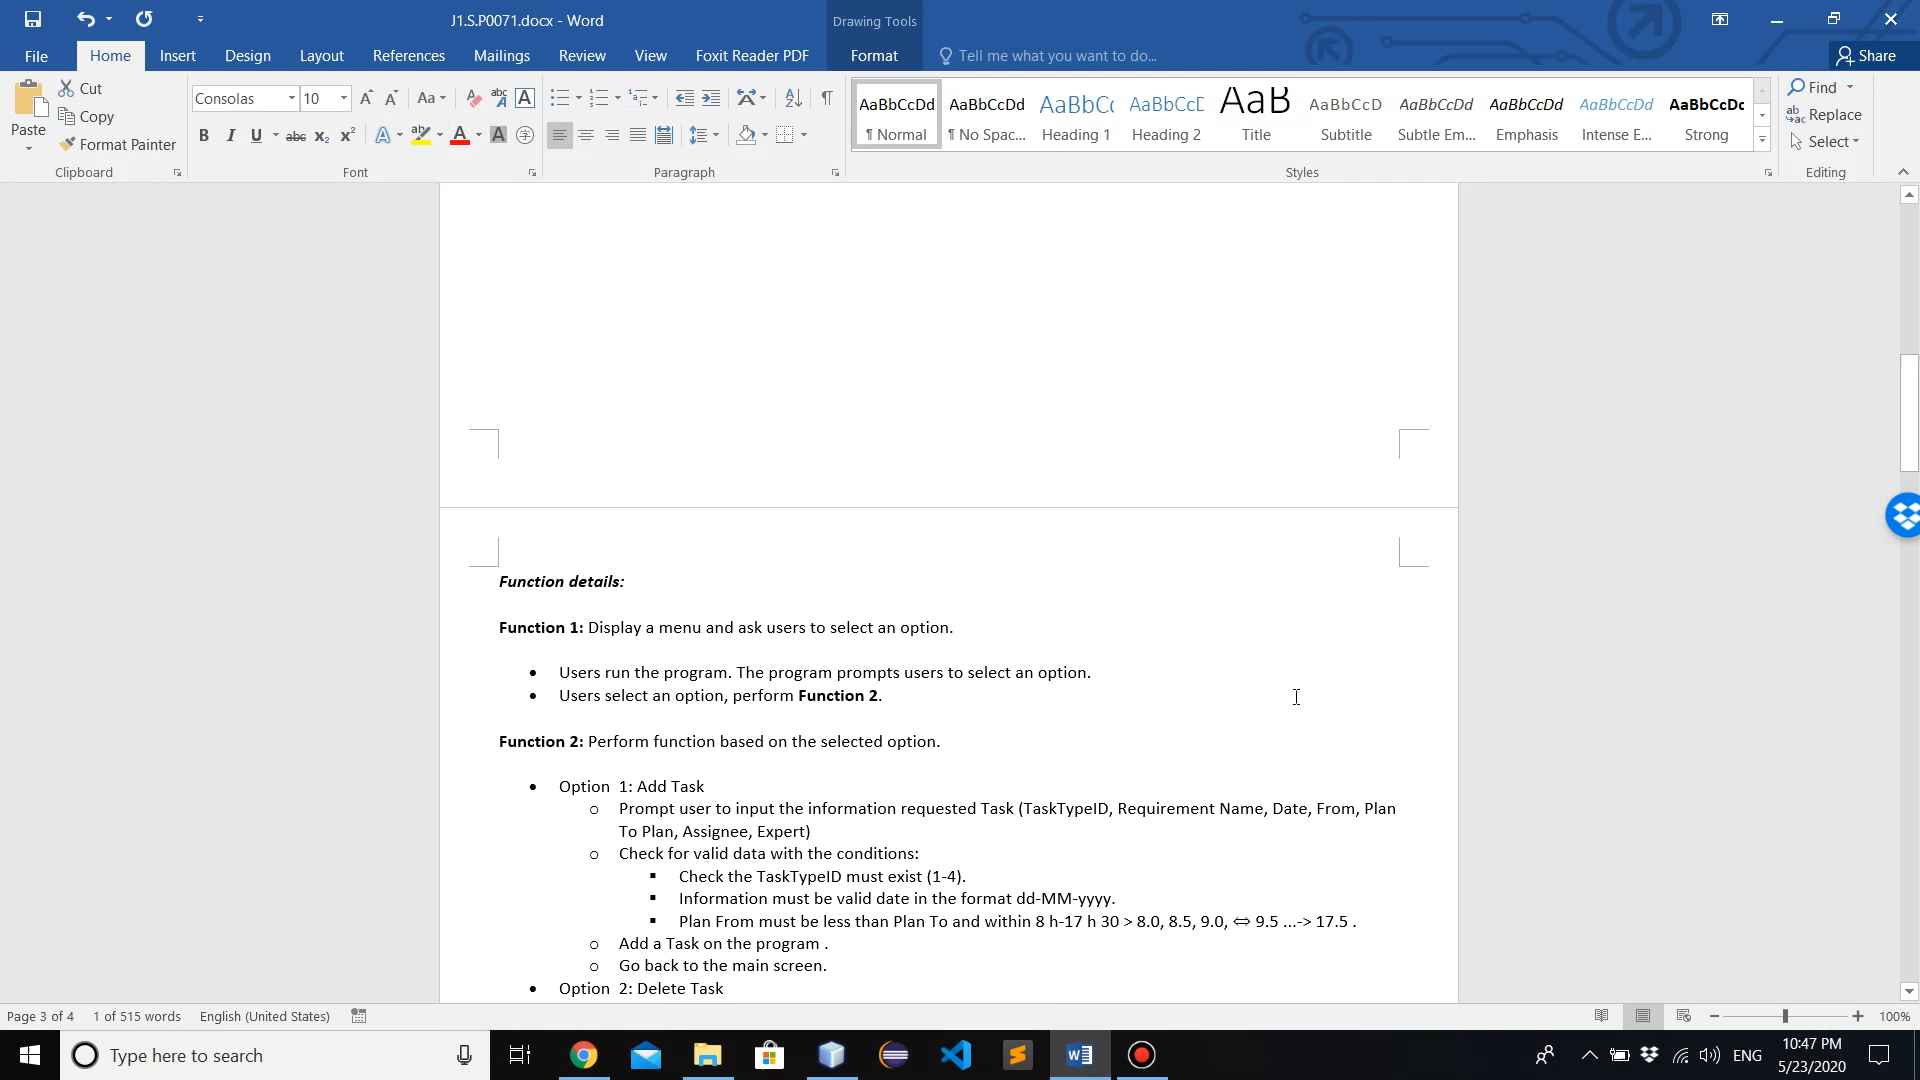 J1.S.P0071.docx - Word
Drawing Tools
File
Home
Insert
Design
Layout
References
Mailings
Review
View
Foxit Reader PDF
Format
Tell me what you want to do...
Share
Paste
Cut
Copy
Format Painter
Clipboard
Consolas
10
Font
Paragraph
AaBbCcDd
¶ Normal
AaBbCcDd
¶ No Spac...
AaBbCc
Heading 1
AaBbCcD
Heading 2
AaB
Title
AaBbCcD
Subtitle
AaBbCcDd
Subtle Em...
AaBbCcDd
Emphasis
AaBbCcDd
Intense E...
AaBbCcDc
Strong
Styles
Find
Replace
Select
Editing
Function details:
Function 1: Display a menu and ask users to select an option.
• Users run the program. The program prompts users to select an option.
• Users select an option, perform Function 2.
Function 2: Perform function based on the selected option.
• Option 1: Add Task
o Prompt user to input the information requested Task (TaskTypeID, Requirement Name, Date, From, Plan
To Plan, Assignee, Expert)
o Check for valid data with the conditions:
▪ Check the TaskTypeID must exist (1-4).
▪ Information must be valid date in the format dd-MM-yyyy.
▪ Plan From must be less than Plan To and within 8 h-17 h 30 > 8.0, 8.5, 9.0, ⇔ 9.5 ...-> 17.5 .
o Add a Task on the program .
o Go back to the main screen.
• Option 2: Delete Task
Page 3 of 4
1 of 515 words
English (United States)
100%
Type here to search
ENG
10:47 PM
5/23/2020